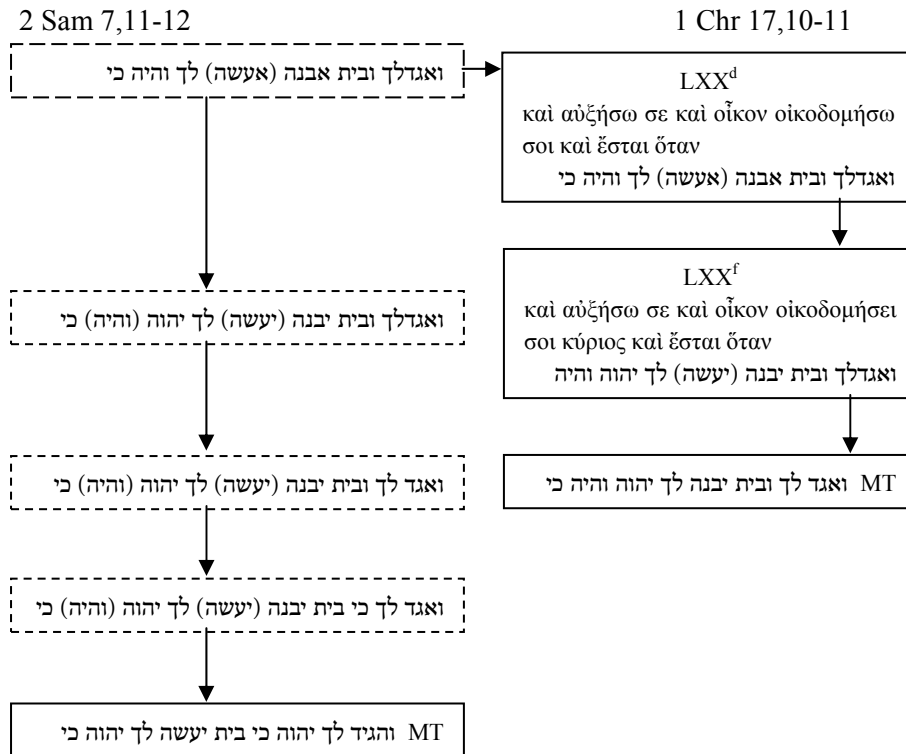 2 Sam 7,11-12
1 Chr 17,10-11
ואגדלך ובית אבנה (אעשה) לך והיה כי
LXXᵈ
καὶ αὐξήσω σε καὶ οἶκον οἰκοδομήσω
σοι καὶ ἔσται ὅταν
ואגדלך ובית אבנה (אעשה) לך והיה כי
LXXᶠ
καὶ αὐξήσω σε καὶ οἶκον οἰκοδομήσει
σοι κύριος καὶ ἔσται ὅταν
ואגדלך ובית יבנה (יעשה) לך יהוה והיה
ואגדלך ובית יבנה (יעשה) לך יהוה (והיה) כי
ואגד לך ובית יבנה (יעשה) לך יהוה (והיה) כי
MT ואגד לך ובית יבנה לך יהוה והיה כי
ואגד לך כי בית יבנה (יעשה) לך יהוה (והיה) כי
MT והגיד לך יהוה כי בית יעשה לך יהוה כי